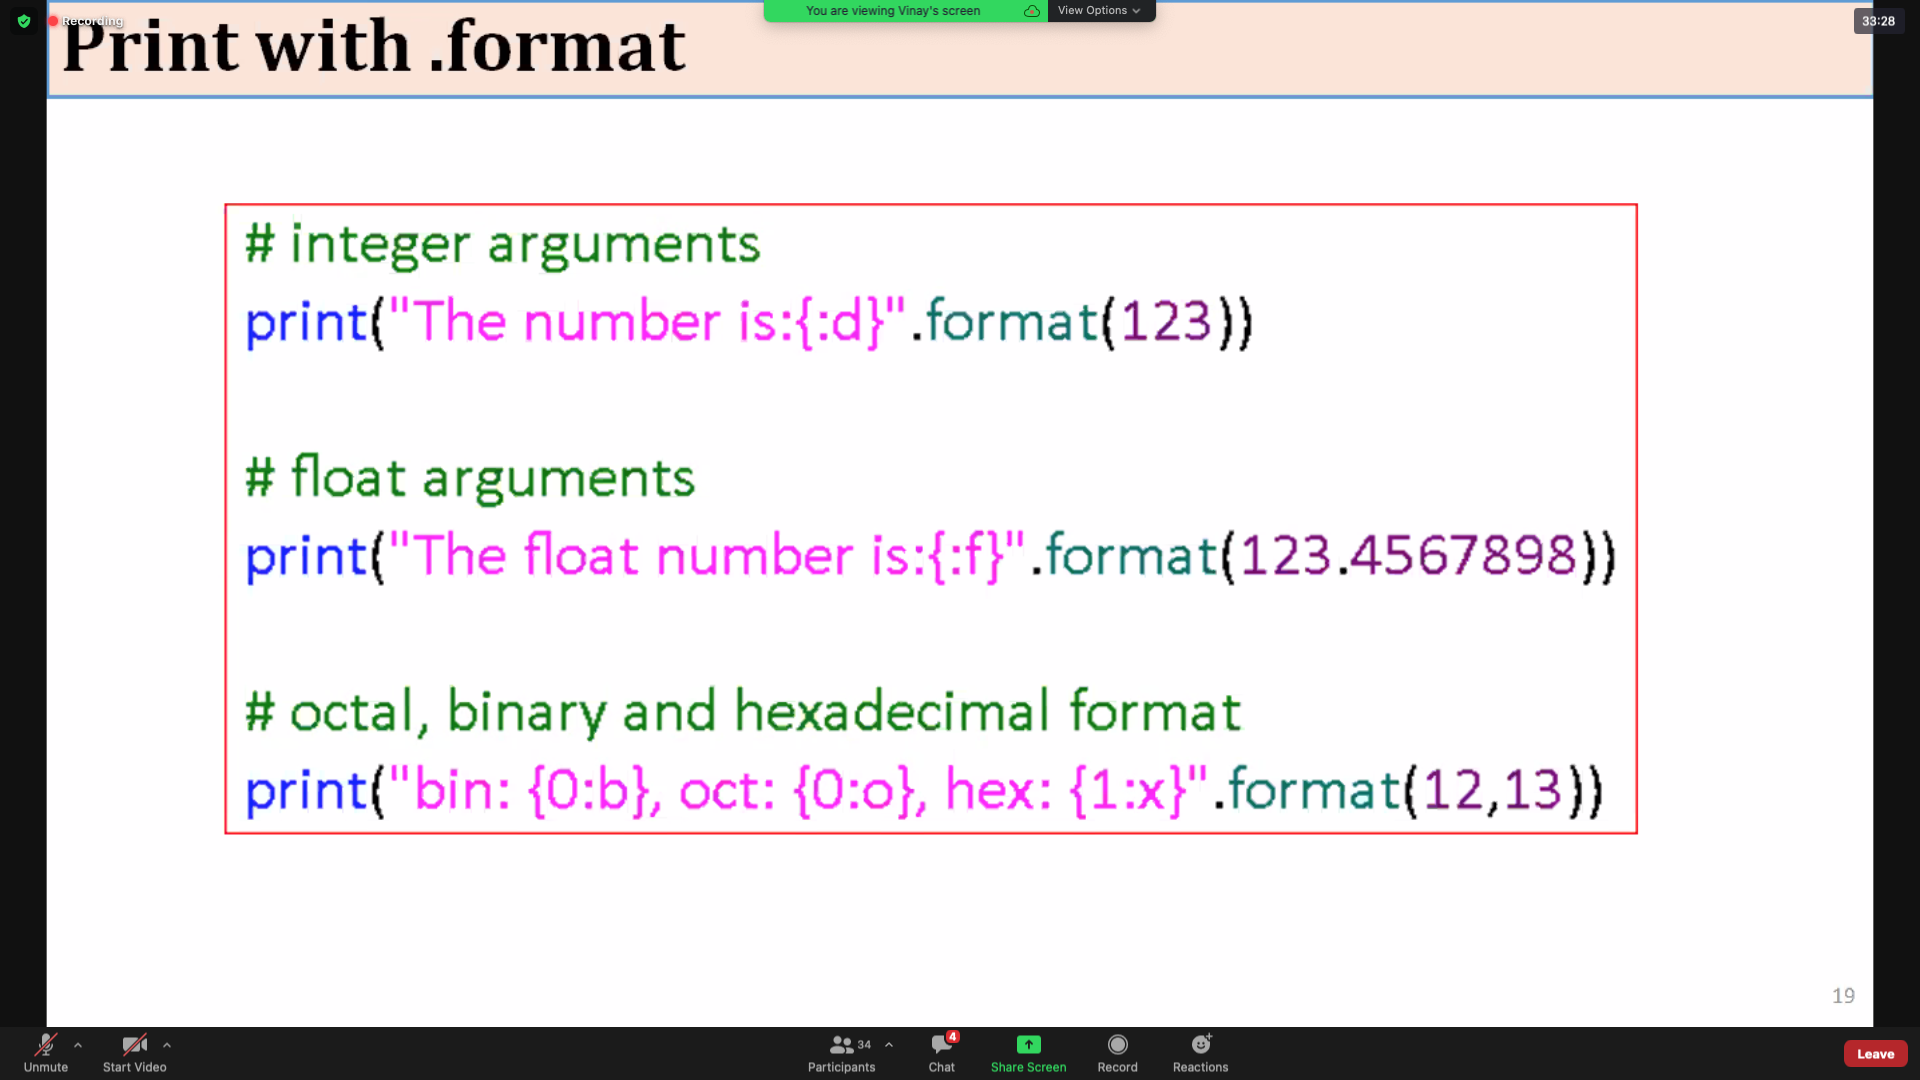 Recording
You are viewing Vinay's screen
View Options
33:28
Print with .format
# integer arguments
print("The number is:{:d}".format(123))
# float arguments
print("The float number is:{:f}".format(123.4567898))
# octal, binary and hexadecimal format
print("bin: {0:b}, oct: {0:o}, hex: {1:x}".format(12,13))
19
Unmute
Start Video
Participants
34
Chat
4
Share Screen
Record
Reactions
Leave